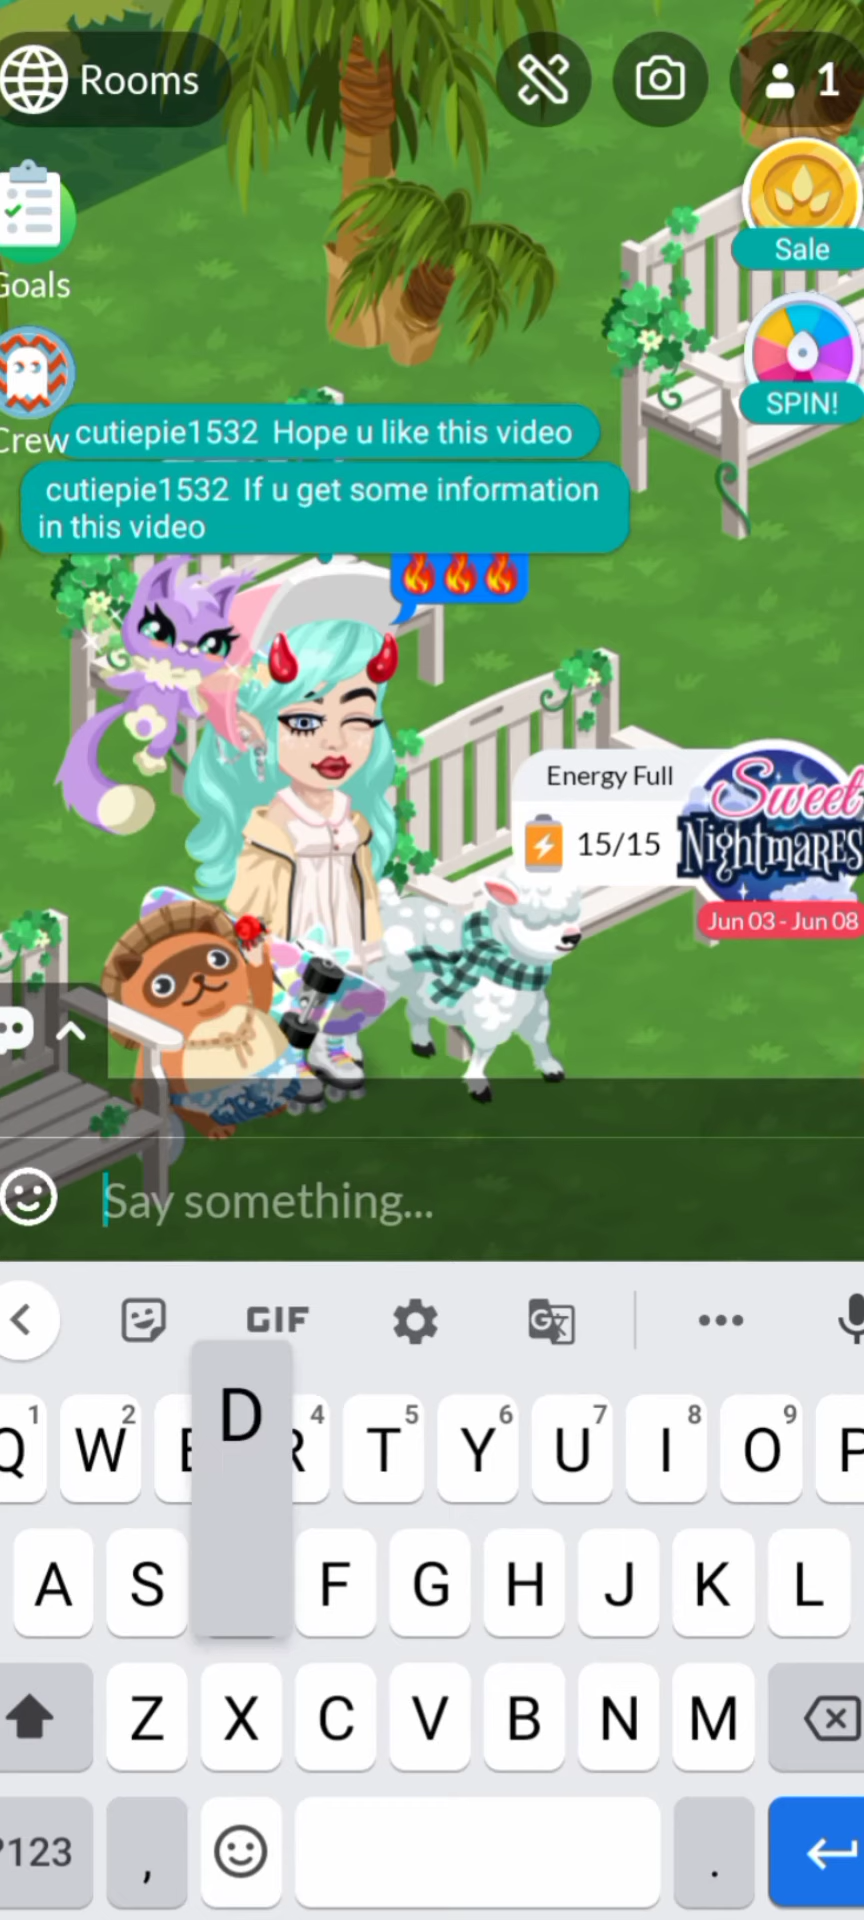 Rooms
1
Sale
Goals
SPIN!
Crew
cutiepie1532 Hope u like this video
cutiepie1532 If u get some information
in this video
Energy Full
15/15
Sweet
Nightmares
Jun 03 - Jun 08
Say something...
GIF
D
1 2 4 5 6 7 8 9
Q W E R T Y U I O P
A S F G H J K L
Z X C V B N M
?123 , .